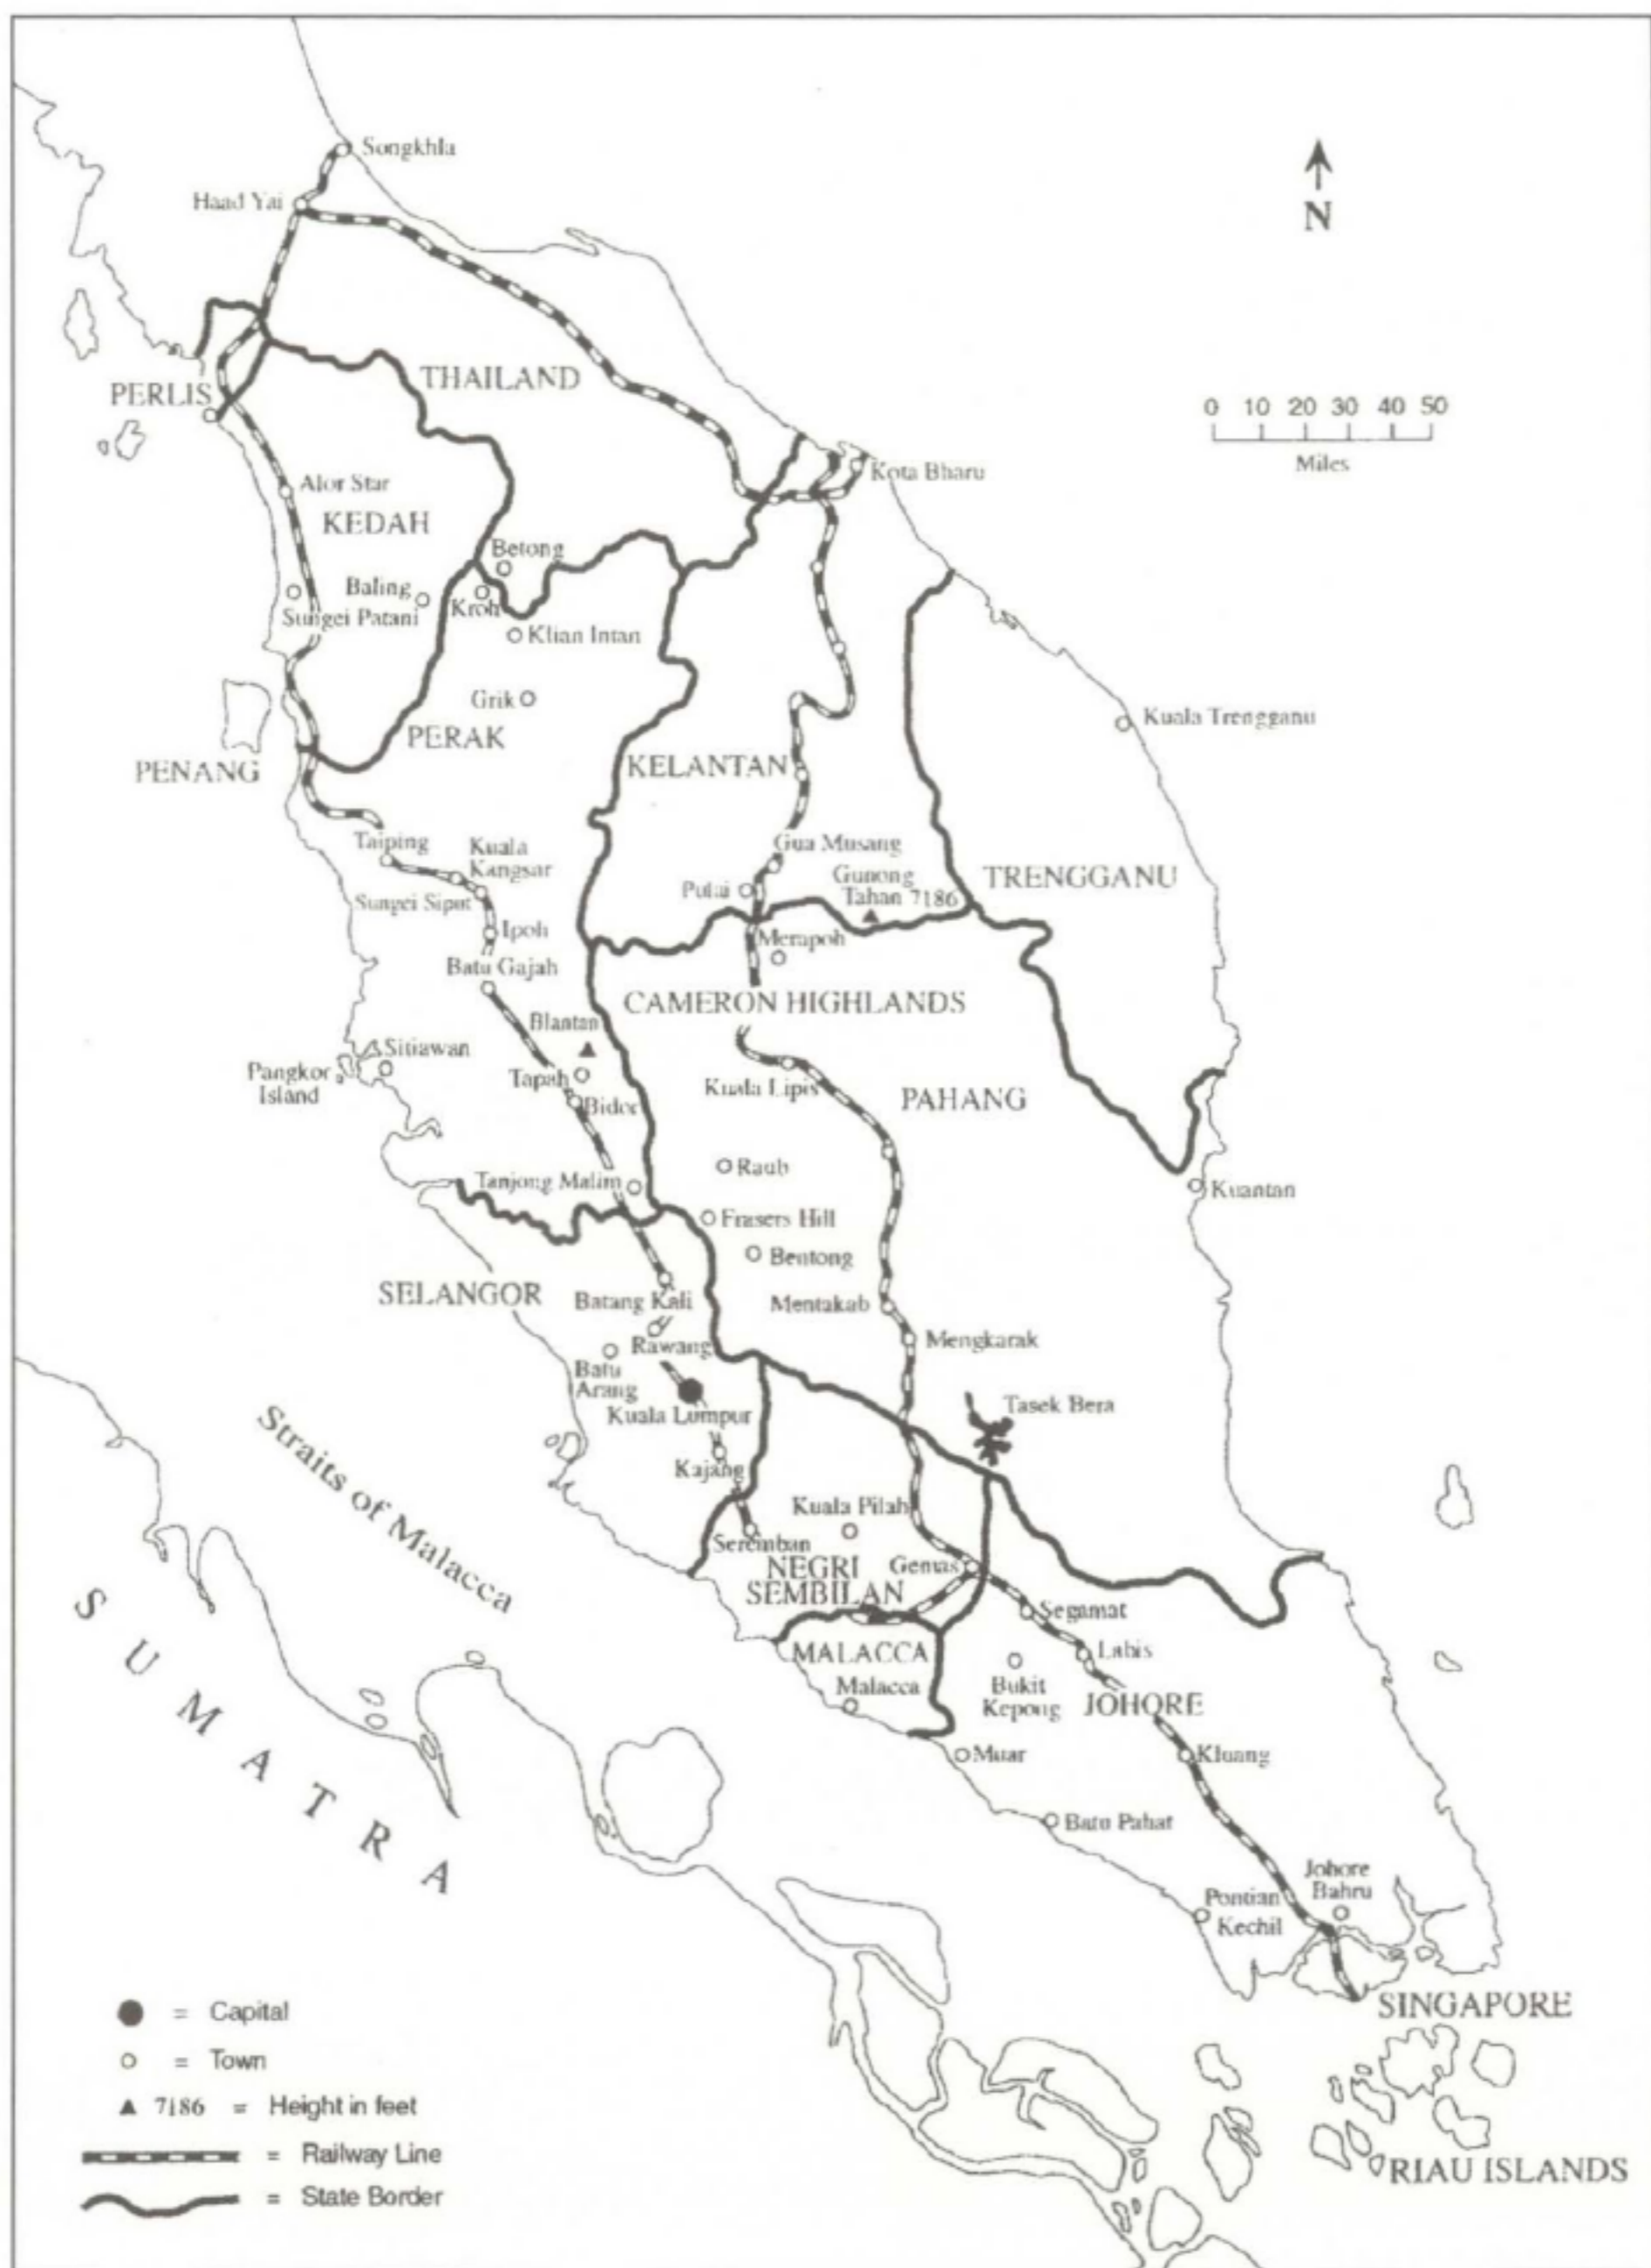 Songkhla
Haad Yai
N
THAILAND
PERLIS
0 10 20 30 40 50
Miles
Kota Bharu
Alor Star
KEDAH
Betong
Baling
Kroh
Sungei Patani
Klian Intan
Grik
Kuala Trengganu
PERAK
KELANTAN
PENANG
Taiping
Kuala
Kangsar
Gua Musang
Gunong
Tahan 7186
TRENGGANU
Pulai
Sungei Siput
Ipoh
Merapoh
Batu Gajah
CAMERON HIGHLANDS
Blantan
Sitiawan
Pangkor
Island
Tapah
Kuala Lipis
PAHANG
Bidor
Raub
Tanjong Malim
Kuantan
Frasers Hill
Bentong
SELANGOR
Batang Kali
Mentakab
Rawang
Mengkarak
Batu
Arang
Tasek Bera
Kuala Lumpur
Straits of Malacca
Kajang
Kuala Pilah
Seremban
NEGRI
SEMBILAN
Gemas
SUMATRA
Segamat
MALACCA
Labis
Malacca
Bukit
Kepong
JOHORE
Muar
Kluang
Batu Pahat
Johore
Bahru
Pontian
Kechil
SINGAPORE
RIAU ISLANDS
= Capital
= Town
7186 = Height in feet
= Railway Line
= State Border